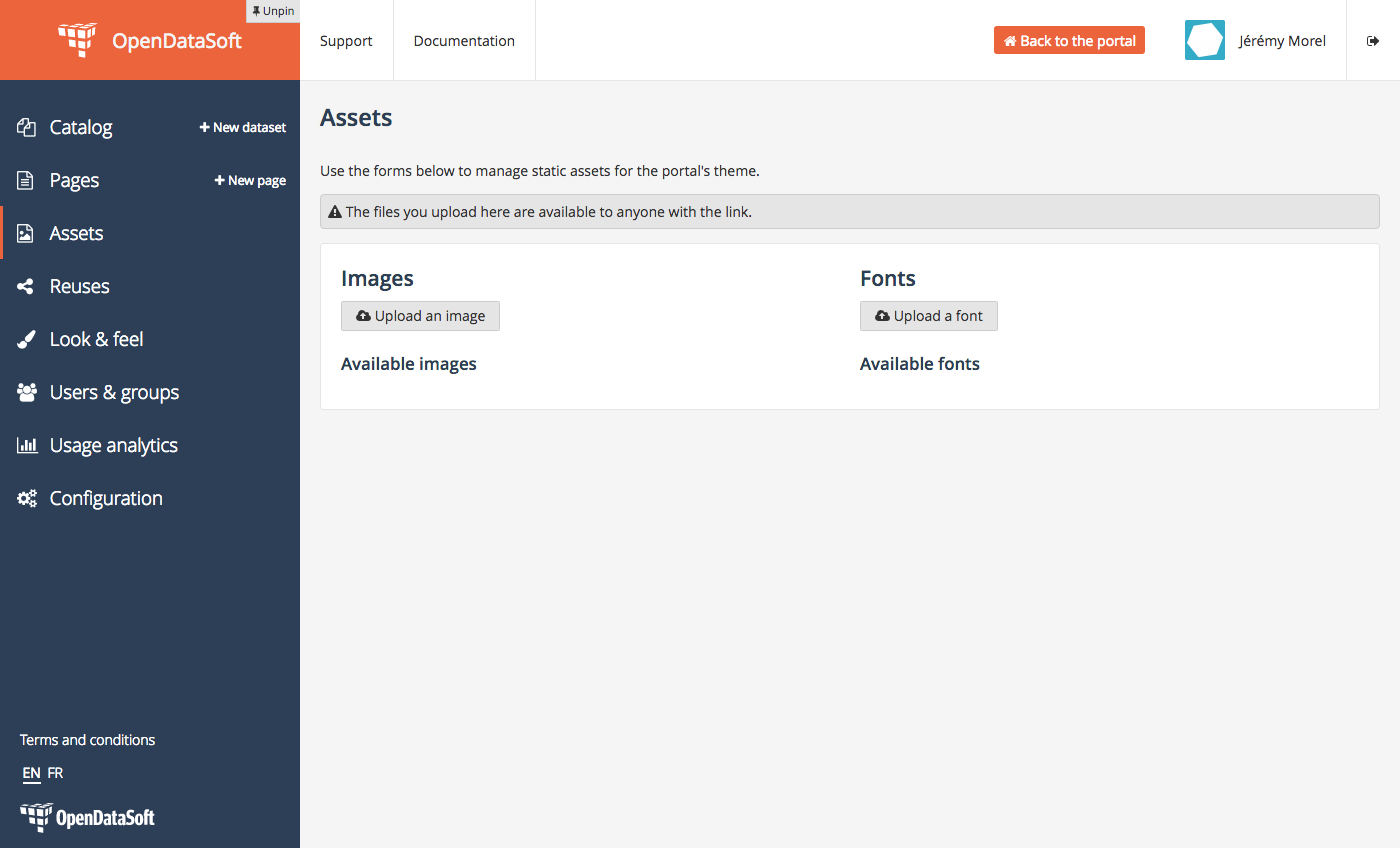 Unpin
OpenDataSoft
Support
Documentation
Back to the portal
Jérémy Morel
Catalog
+ New dataset
Pages
+ New page
Assets
Reuses
Look & feel
Users & groups
Usage analytics
Configuration
Terms and conditions
EN FR
OpenDataSoft
Assets
Use the forms below to manage static assets for the portal's theme.
The files you upload here are available to anyone with the link.
Images
Upload an image
Available images
Fonts
Upload a font
Available fonts